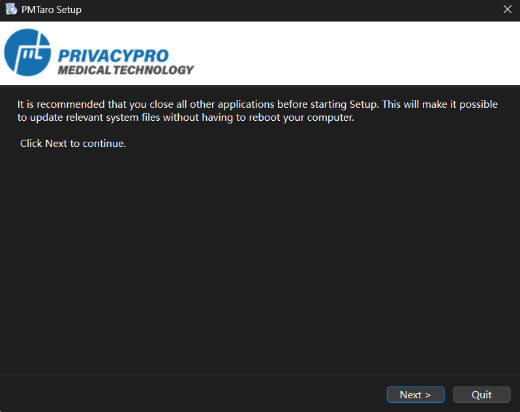 PMTaro Setup
PRIVACYPRO
MEDICAL TECHNOLOGY
It is recommended that you close all other applications before starting Setup. This will make it possible
to update relevant system files without having to reboot your computer.
Click Next to continue.
Next >
Quit